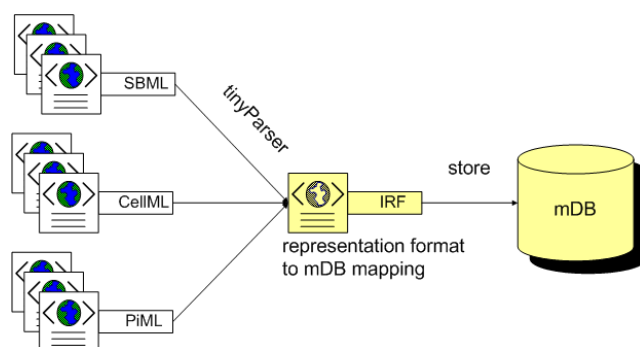 SBML
tinyParser
CellML
IRF
store
mDB
representation format
to mDB mapping
PiML